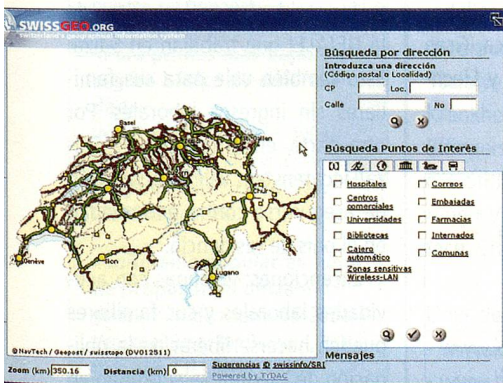 SWISSGEO.ORG
Switzerland's geographical information system
Búsqueda por dirección
Introduzca una dirección
(Código postal o Localidad)
CP Loc.
Calle No
Búsqueda Puntos de Interés
Hospitales
Correos
Centros comerciales
Embajadas
Universidades
Farmacias
Bibliotecas
Internados
Cajero automático
Comunas
Zonas sensitivas Wireless-LAN
Basel
Genève
Sion
Lugano
© NavTech / Geopost / swisstopo (DV012511)
Mensajes
Zoom (km) 350.16 Distancia (km) 0
Sugerencias © swissinfo/SRI
Powered by TYDAC